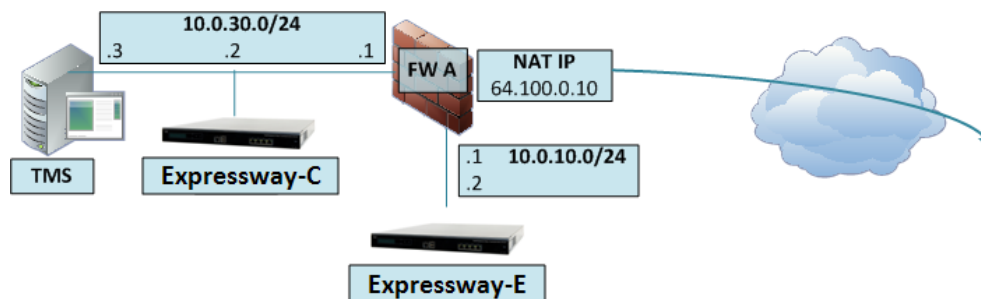 10.0.30.0/24
.3 .2 .1
FW A
NAT IP
64.100.0.10
TMS
Expressway-C
.1 10.0.10.0/24
.2
Expressway-E